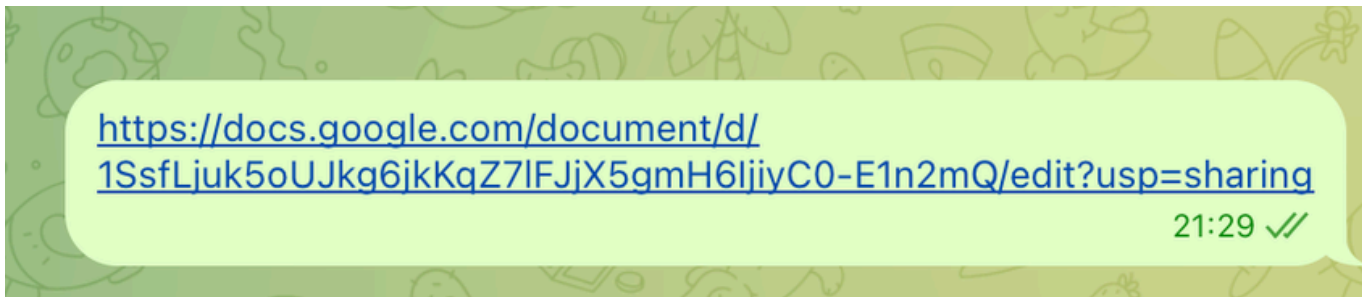 https://docs.google.com/document/d/
1SsfLjuk5oUJkg6jkKqZ7lFJjX5gmH6ljiyC0-E1n2mQ/edit?usp=sharing
21:29